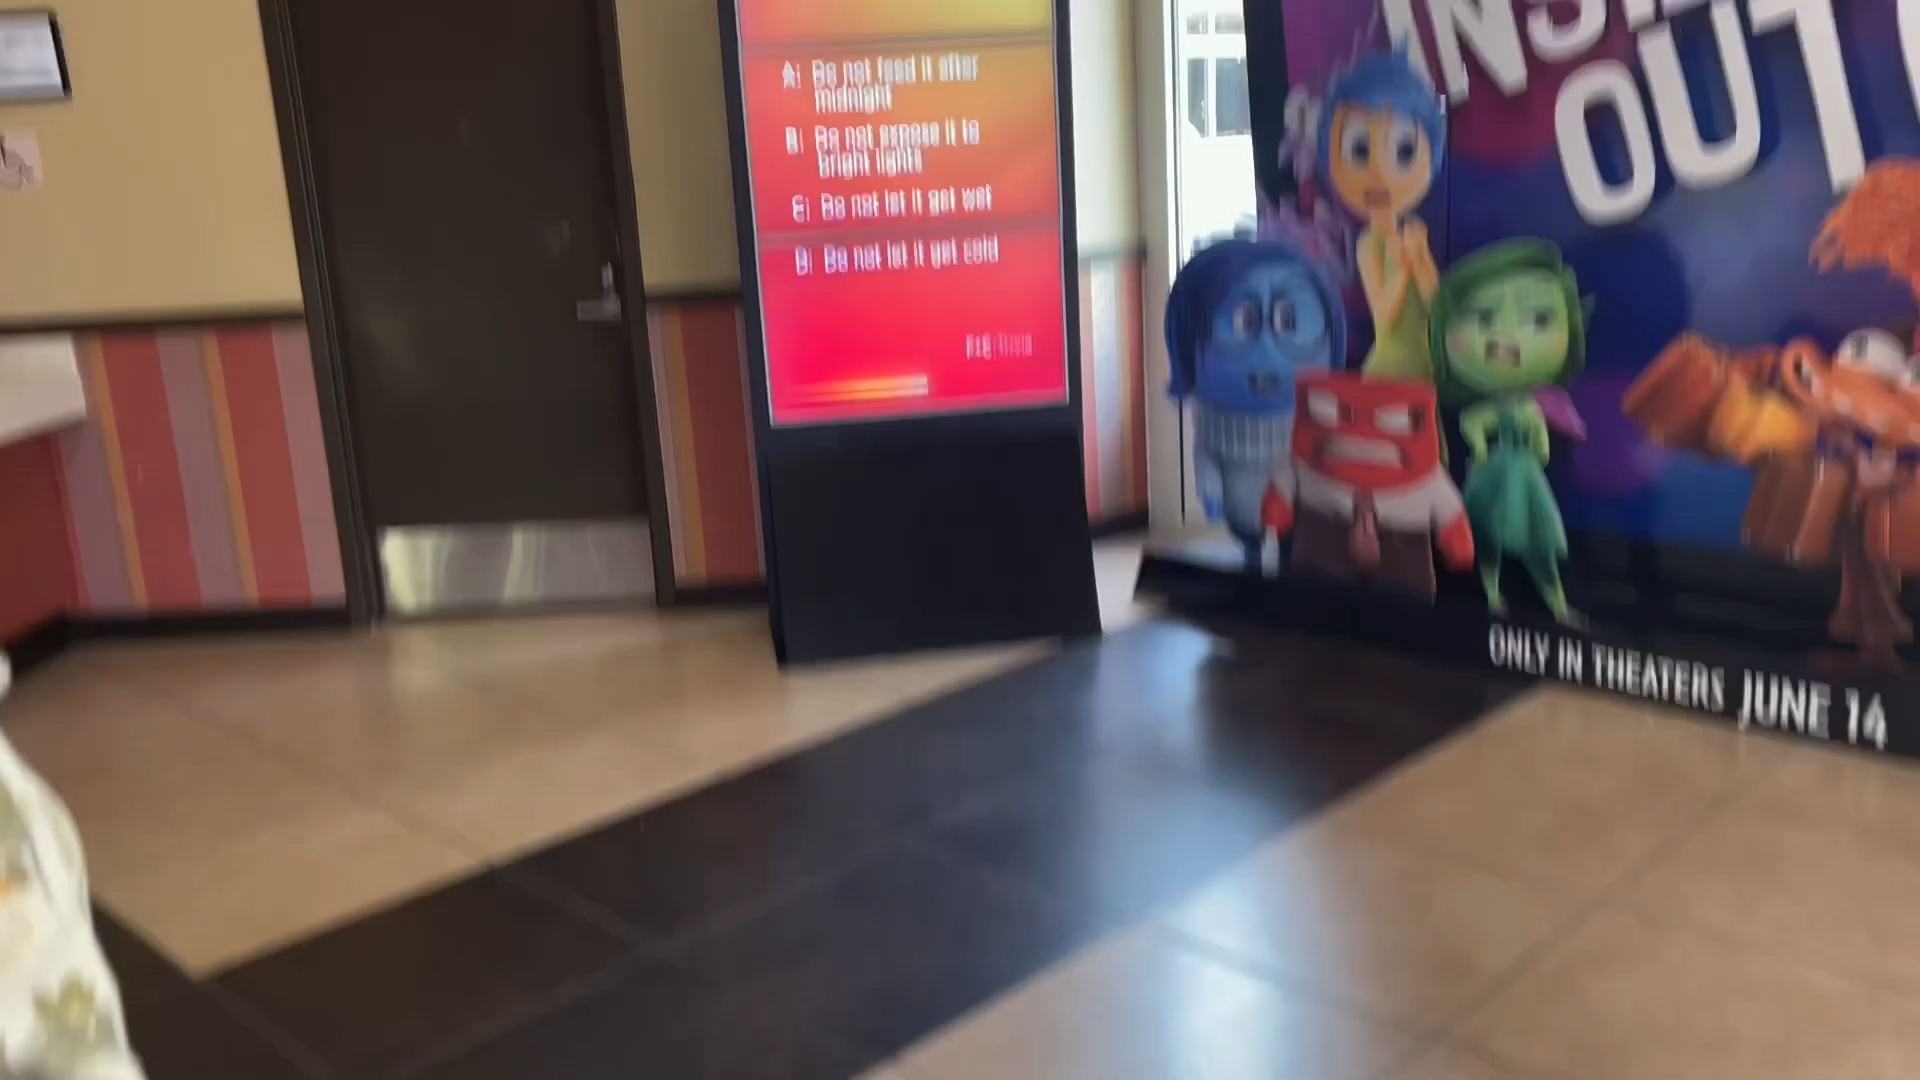 A: Do not feed it after
midnight
B: Do not expose it to
bright lights
C: Do not let it get wet
D: Do not let it get cold
OUT
ONLY IN THEATERS JUNE 14